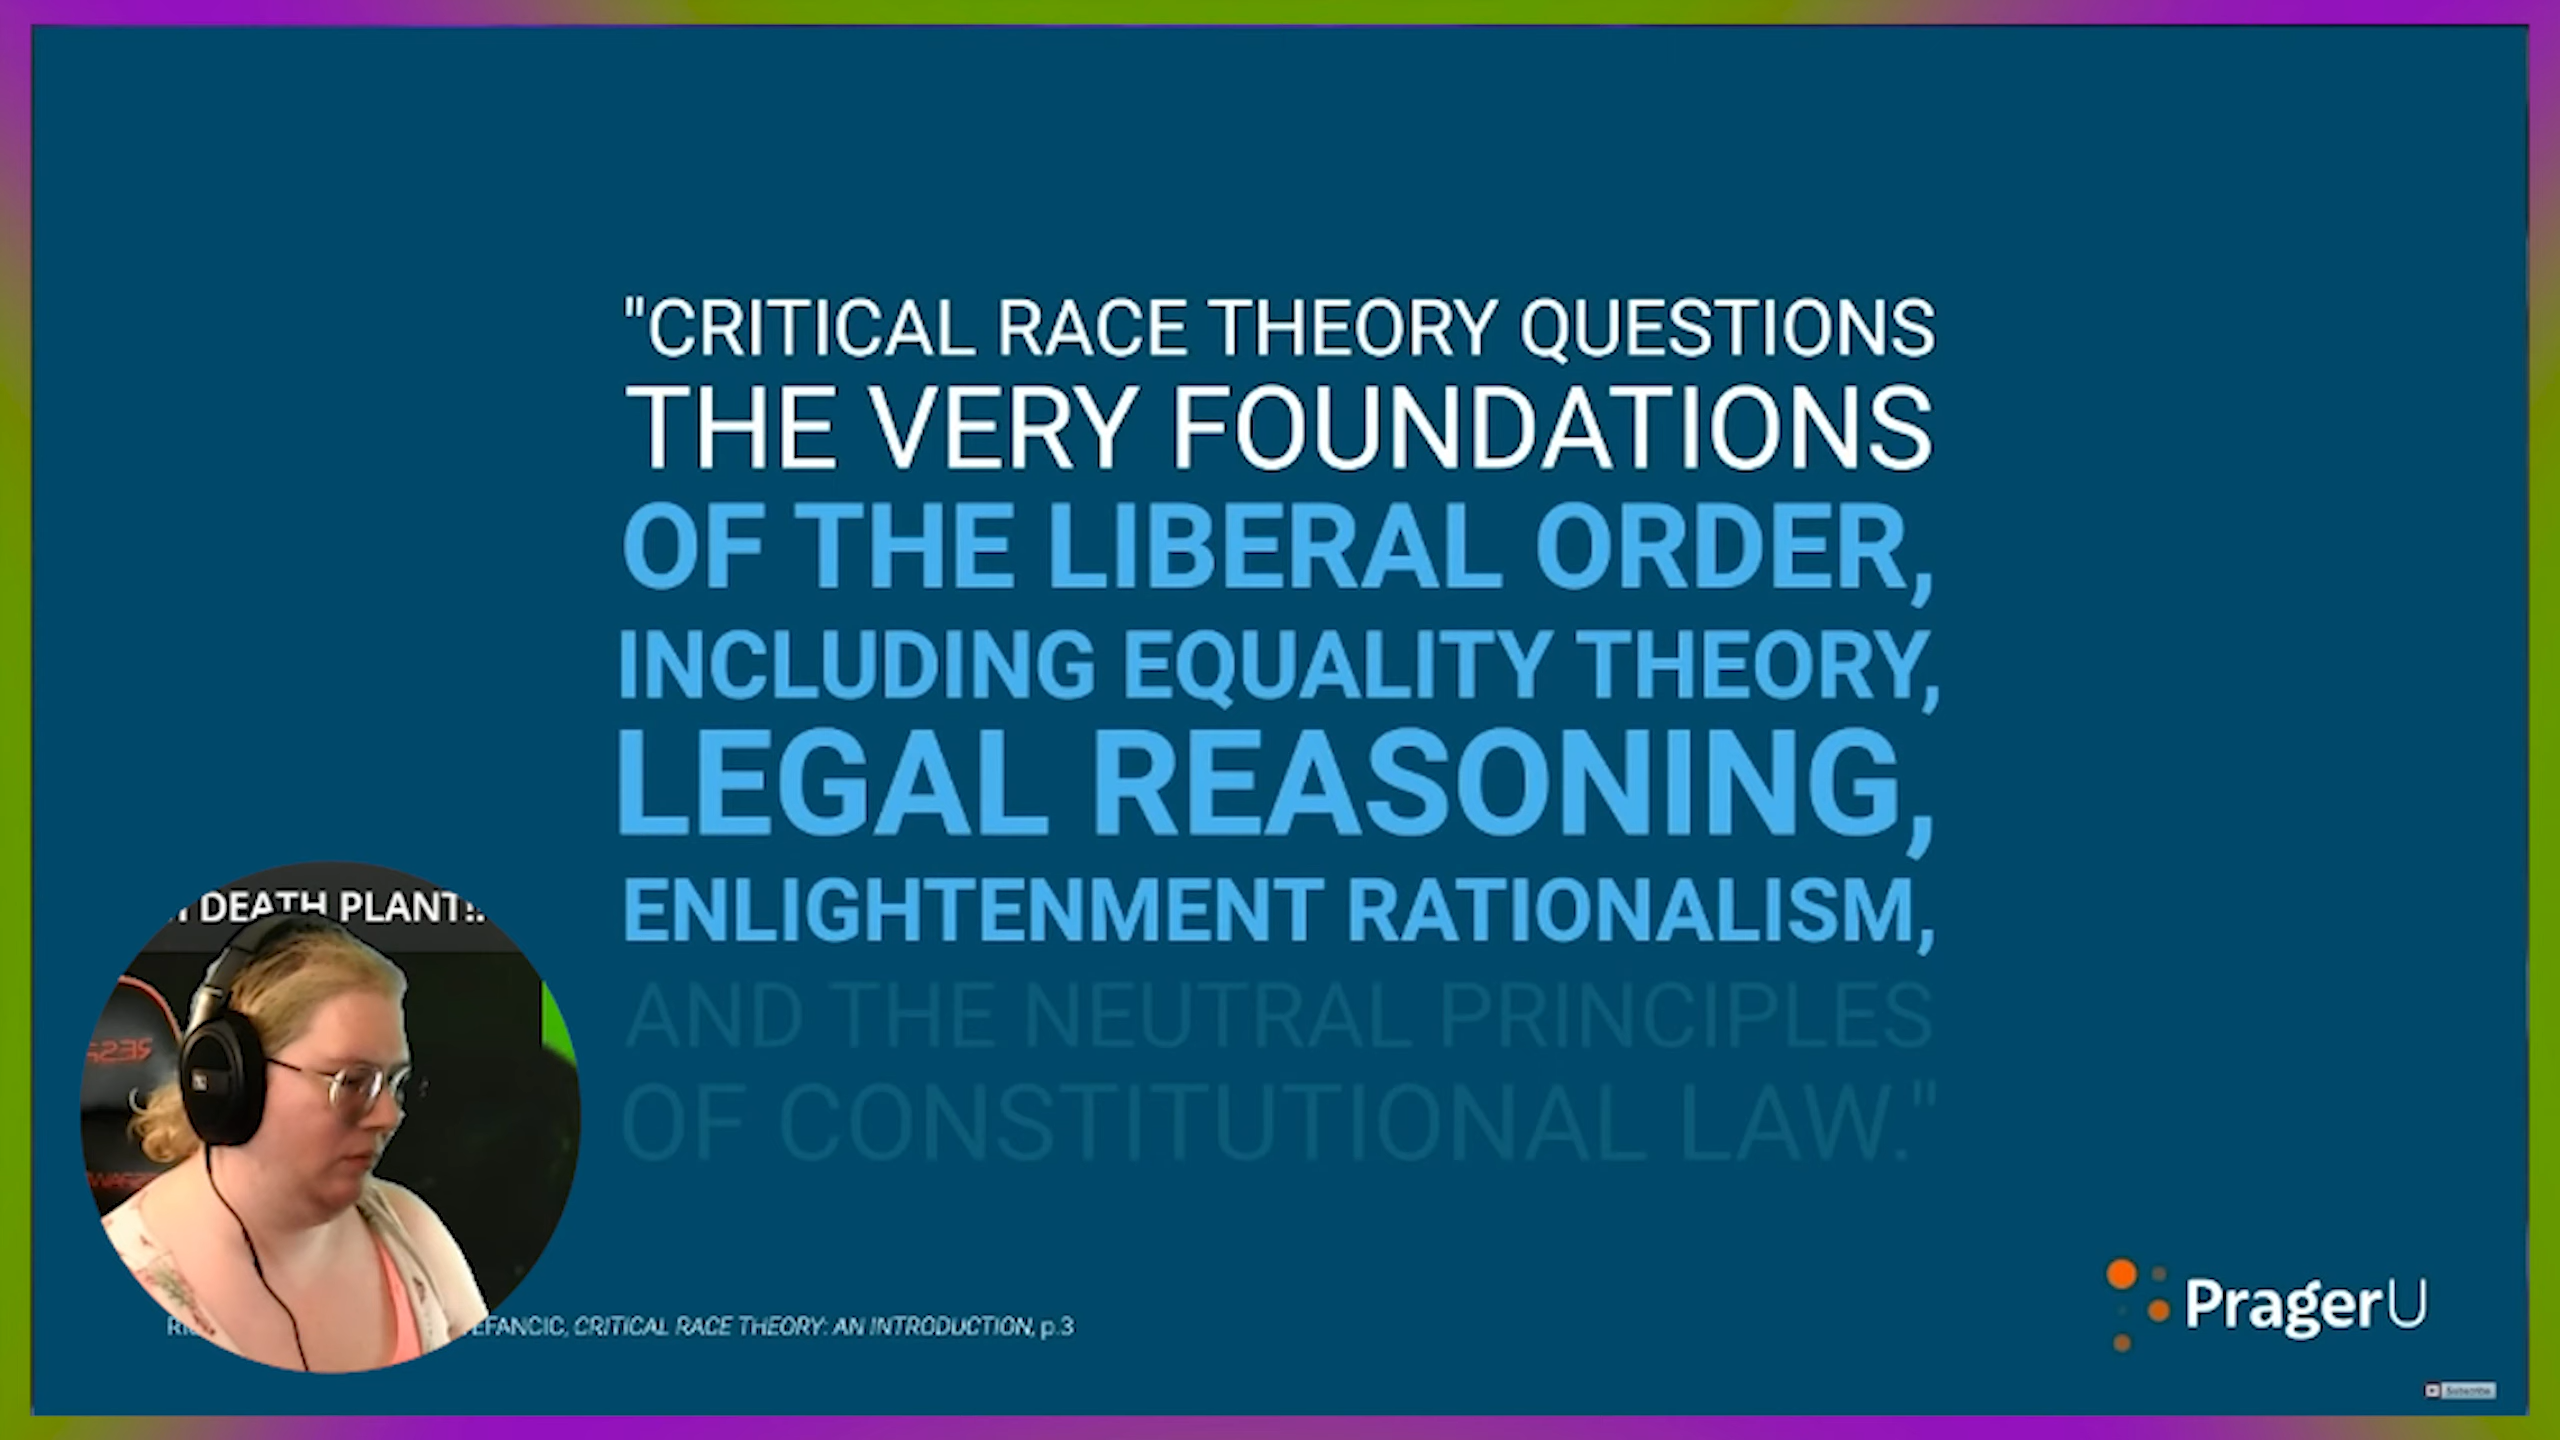 "CRITICAL RACE THEORY QUESTIONS
THE VERY FOUNDATIONS
OF THE LIBERAL ORDER,
INCLUDING EQUALITY THEORY,
LEGAL REASONING,
ENLIGHTENMENT RATIONALISM,
AND THE NEUTRAL PRINCIPLES
OF CONSTITUTIONAL LAW."
DEATH PLANT!
EFANCIC, CRITICAL RACE THEORY: AN INTRODUCTION, p.3
PragerU
Subscribe